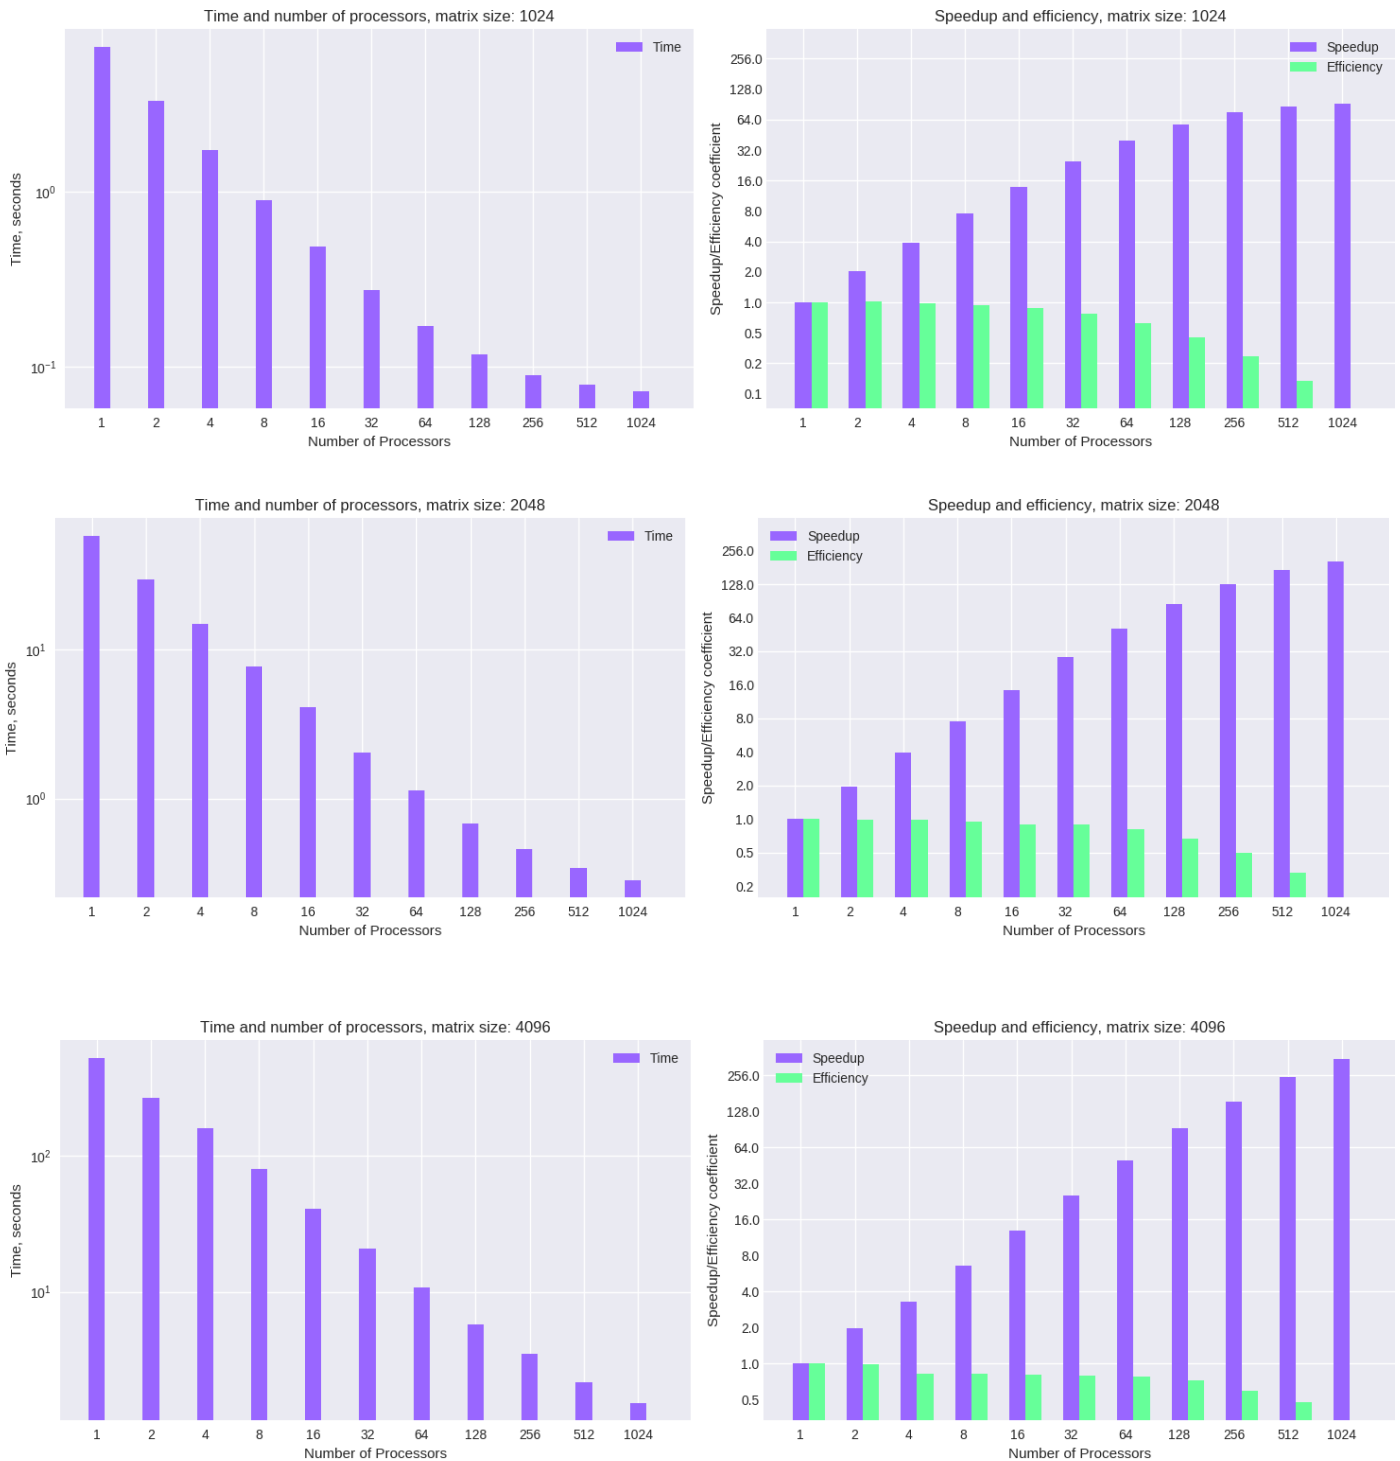 Time and number of processors, matrix size: 1024
Time
Time, seconds
10⁰
10⁻¹
1 2 4 8 16 32 64 128 256 512 1024
Number of Processors
Speedup and efficiency, matrix size: 1024
Speedup
Efficiency
Speedup/Efficiency coefficient
256.0
128.0
64.0
32.0
16.0
8.0
4.0
2.0
1.0
0.5
0.2
0.1
1 2 4 8 16 32 64 128 256 512 1024
Number of Processors
Time and number of processors, matrix size: 2048
Time
Time, seconds
10¹
10⁰
1 2 4 8 16 32 64 128 256 512 1024
Number of Processors
Speedup and efficiency, matrix size: 2048
Speedup
Efficiency
Speedup/Efficiency coefficient
256.0
128.0
64.0
32.0
16.0
8.0
4.0
2.0
1.0
0.5
0.2
1 2 4 8 16 32 64 128 256 512 1024
Number of Processors
Time and number of processors, matrix size: 4096
Time
Time, seconds
10²
10¹
1 2 4 8 16 32 64 128 256 512 1024
Number of Processors
Speedup and efficiency, matrix size: 4096
Speedup
Efficiency
Speedup/Efficiency coefficient
256.0
128.0
64.0
32.0
16.0
8.0
4.0
2.0
1.0
0.5
1 2 4 8 16 32 64 128 256 512 1024
Number of Processors